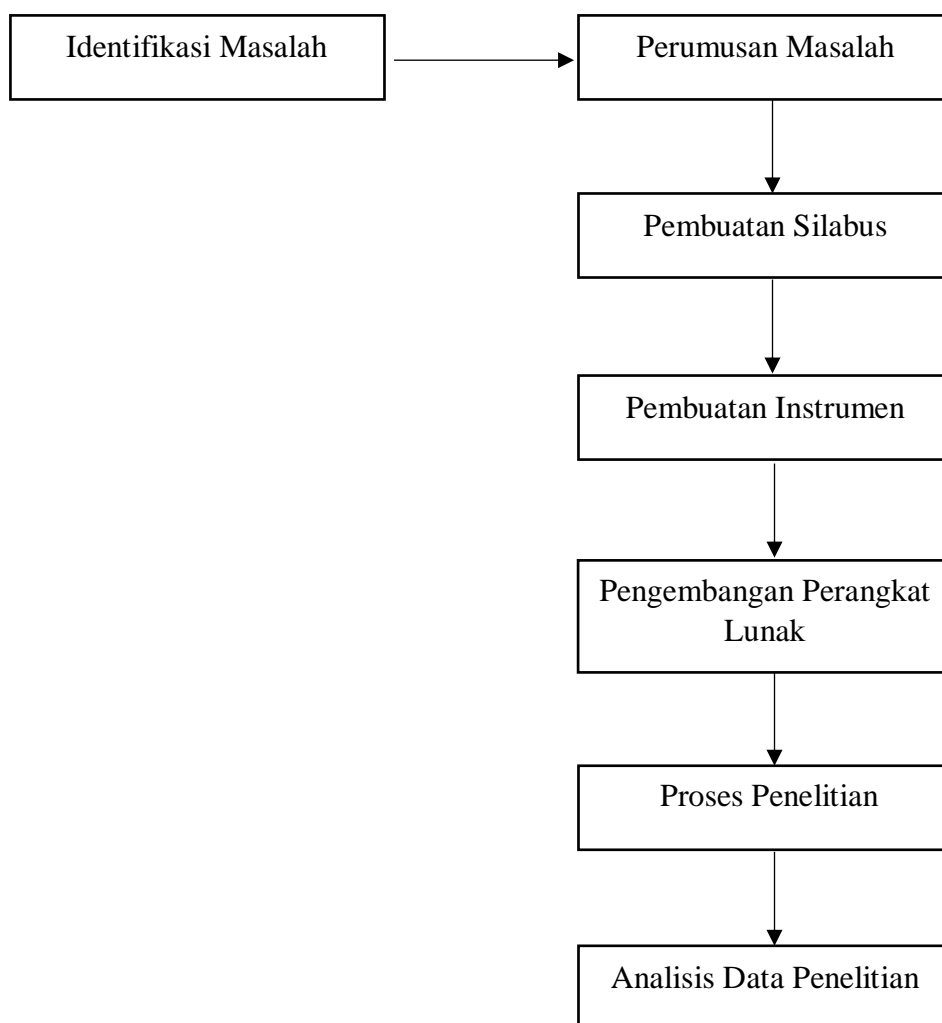 Identifikasi Masalah
Perumusan Masalah
Pembuatan Silabus
Pembuatan Instrumen
Pengembangan Perangkat
Lunak
Proses Penelitian
Analisis Data Penelitian